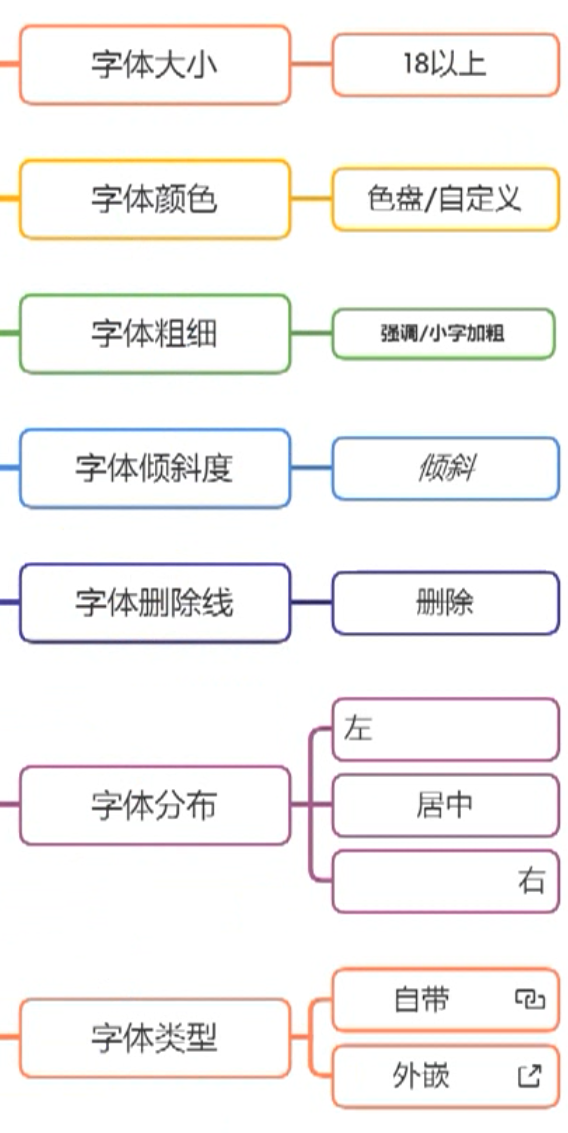 字体大小
18以上
字体颜色
色盘/自定义
字体粗细
强调/小字加粗
字体倾斜度
倾斜
字体删除线
删除
字体分布
左
居中
右
字体类型
自带
外嵌